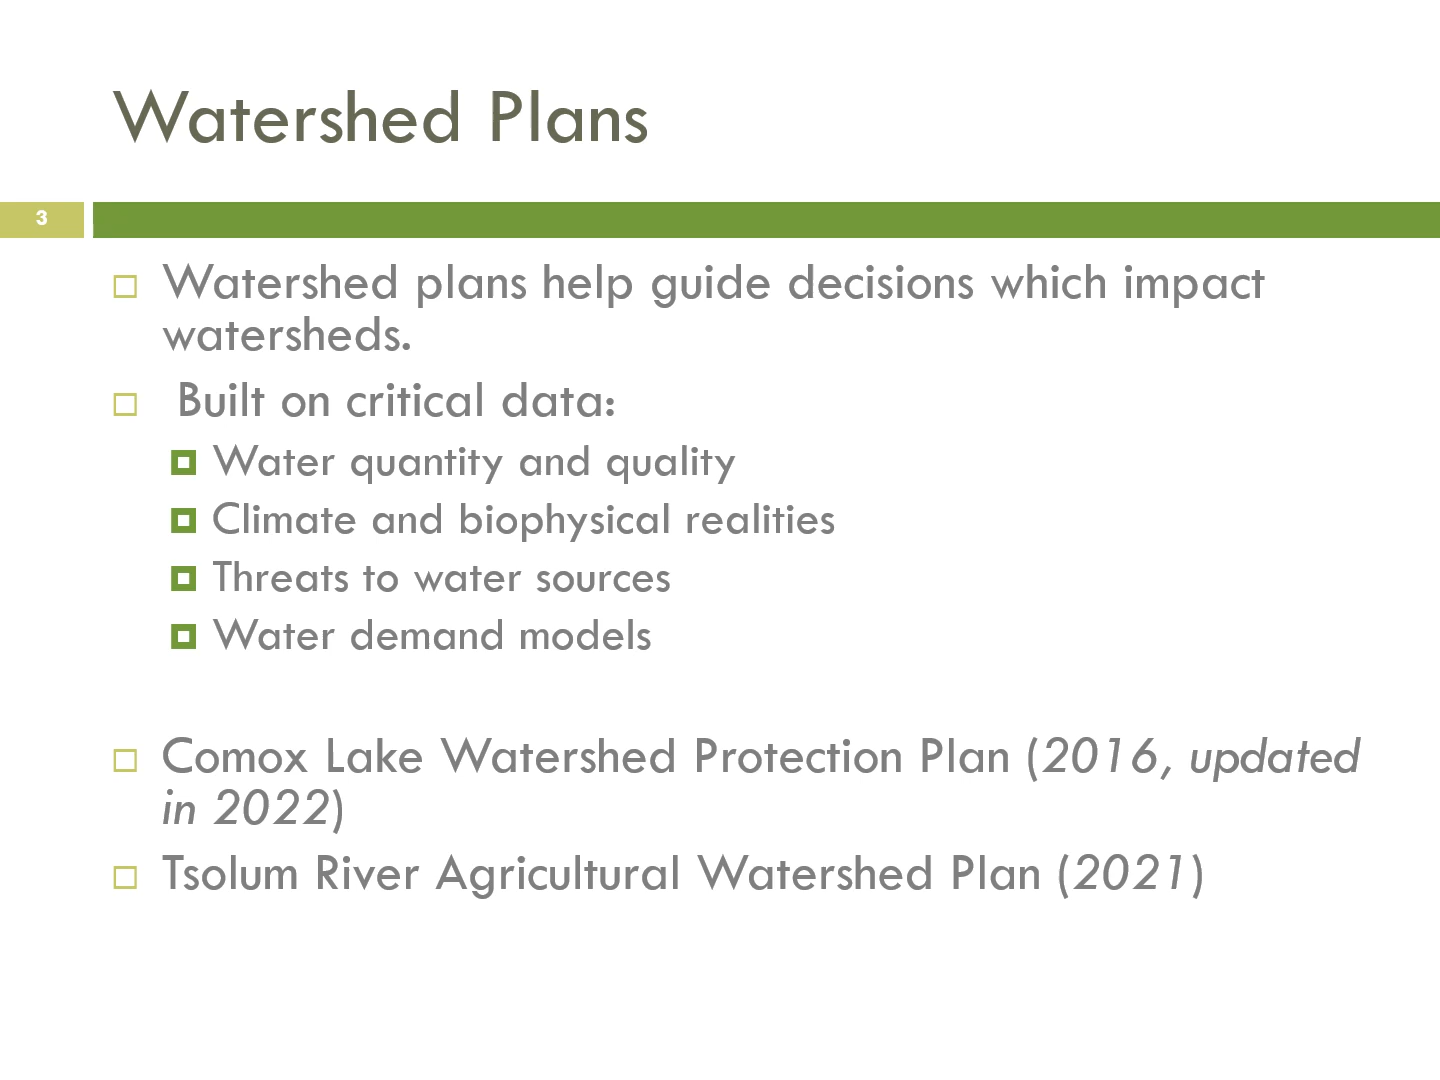 Watershed Plans
3
Watershed plans help guide decisions which impact
watersheds.
Built on critical data:
Water quantity and quality
Climate and biophysical realities
Threats to water sources
Water demand models
Comox Lake Watershed Protection Plan (2016, updated
in 2022)
Tsolum River Agricultural Watershed Plan (2021)